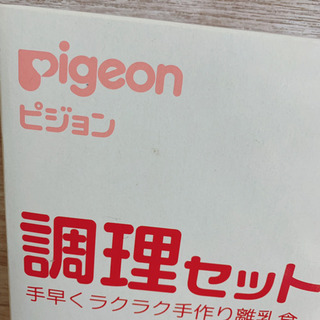 pigeon
ピジョン
調理セット
手早くラクラク手作り離乳食